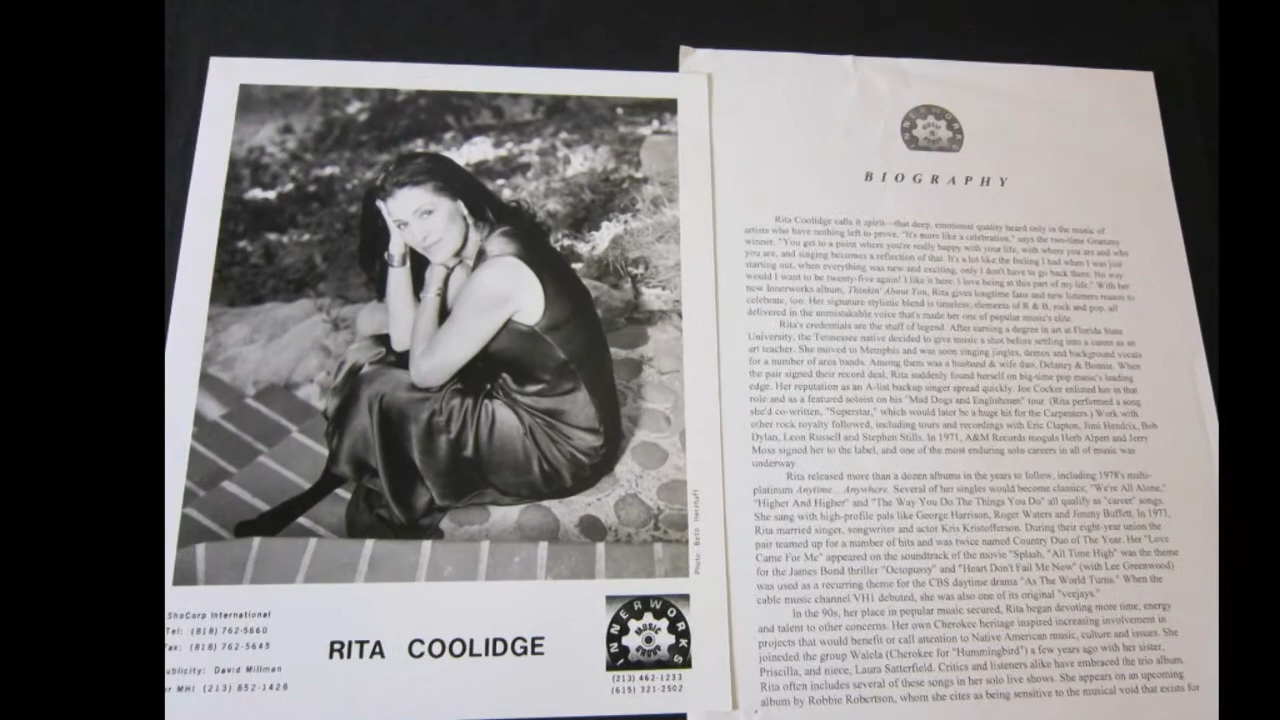 Photo: Beth Herzhaft
ShoCorp International
Tel: (818) 762-5660
Fax: (818) 762-5645
ublicity: David Millman
or MH! (213) 852-1428
RITA COOLIDGE
INNERWORKS
MUSIC GROUP
(213) 462-1233
(615) 321-2502
INNERWORKS
MUSIC GROUP
BIOGRAPHY
Rita Coolidge calls it spirit—that deep, emotional quality heard only in the music of
artists who have nothing left to prove. "It's more like a celebration," says the two-time Grammy
winner. "You get to a point where you're really happy with your life, with where you are and who
you are, and singing becomes a reflection of that. It's a lot like the feeling I had when I was just
starting out, when everything was new and exciting, only I don't have to go back there. No way
would I want to be twenty-five again! I like it here. I love being at this part of my life." With her
new Innerworks album, Thinkin' About You, Rita gives longtime fans and new listeners reason to
celebrate, too. Her signature stylistic blend is timeless; elements of R & B, rock and pop, all
delivered in the unmistakable voice that's made her one of popular music's elite.
Rita's credentials are the stuff of legend. After earning a degree in art at Florida State
University, the Tennessee native decided to give music a shot before settling into a career as an
art teacher. She moved to Memphis and was soon singing jingles, demos and background vocals
for a number of area bands. Among them was a husband & wife duo, Delaney & Bonnie. When
the pair signed their record deal, Rita suddenly found herself on big-time pop music's leading
edge. Her reputation as an A-list backup singer spread quickly. Joe Cocker enlisted her in that
role and as a featured soloist on his "Mad Dogs and Englishmen" tour. (Rita performed a song
she'd co-written, "Superstar," which would later be a huge hit for the Carpenters.) Work with
other rock royalty followed, including tours and recordings with Eric Clapton, Jimi Hendrix, Bob
Dylan, Leon Russell and Stephen Stills. In 1971, A&M Records moguls Herb Alpert and Jerry
Moss signed her to the label, and one of the most enduring solo careers in all of music was
underway.
Rita released more than a dozen albums in the years to follow, including 1978's multi-
platinum Anytime... Anywhere. Several of her singles would become classics; "We're All Alone,"
"Higher And Higher" and "The Way You Do The Things You Do" all qualify as "career" songs.
She sang with high-profile pals like George Harrison, Roger Waters and Jimmy Buffett. In 1973,
Rita married singer, songwriter and actor Kris Kristofferson. During their eight-year union the
pair teamed up for a number of hits and was twice named Country Duo of The Year. Her "Love
Came For Me" appeared on the soundtrack of the movie "Splash, "All Time High" was the theme
for the James Bond thriller "Octopussy" and "Heart Don't Fail Me Now" (with Lee Greenwood)
was used as a recurring theme for the CBS daytime drama "As The World Turns." When the
cable music channel VH1 debuted, she was also one of its original "veejays."
In the 90s, her place in popular music secured, Rita began devoting more time, energy
and talent to other concerns. Her own Cherokee heritage inspired increasing involvement in
projects that would benefit or call attention to Native American music, culture and issues. She
joineded the group Walela (Cherokee for "Hummingbird") a few years ago with her sister,
Priscilla, and niece, Laura Satterfield. Critics and listeners alike have embraced the trio album.
Rita often includes several of these songs in her solo live shows. She appears on an upcoming
album by Robbie Robertson, whom she cites as being sensitive to the musical void that exists for